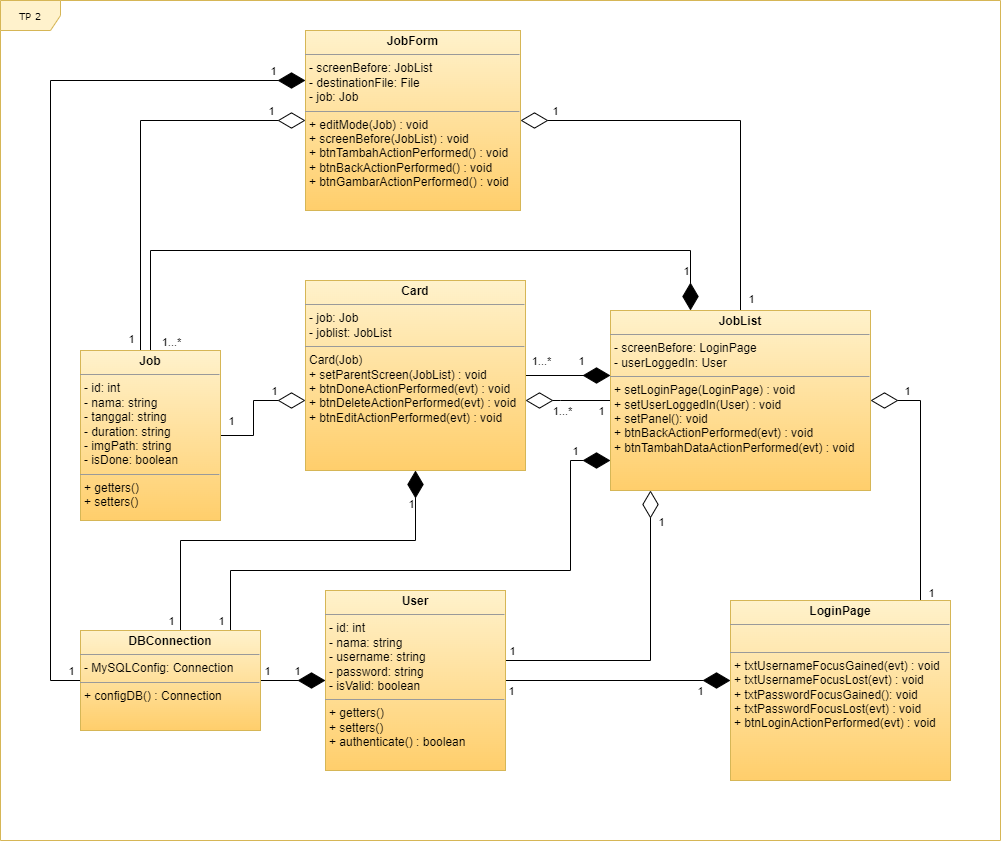 TP 2
JobForm
- screenBefore: JobList
- destinationFile: File
- job: Job
+ editMode(Job) : void
+ screenBefore(JobList) : void
+ btnTambahActionPerformed() : void
+ btnBackActionPerformed() : void
+ btnGambarActionPerformed() : void
1
1
1
1
1
1...*
1
Card
- job: Job
- joblist: JobList
Card(Job)
+ setParentScreen(JobList) : void
+ btnDoneActionPerformed(evt) : void
+ btnDeleteActionPerformed(evt) : void
+ btnEditActionPerformed(evt) : void
JobList
- screenBefore: LoginPage
- userLoggedIn: User
+ setLoginPage(LoginPage) : void
+ setUserLoggedIn(User) : void
+ setPanel(): void
+ btnBackActionPerformed(evt) : void
+ btnTambahDataActionPerformed(evt) : void
Job
- id: int
- nama: string
- tanggal: string
- duration: string
- imgPath: string
- isDone: boolean
+ getters()
+ setters()
1...*
1
1...*
1
1
1
1
1
1
1
User
- id: int
- nama: string
- username: string
- password: string
- isValid: boolean
+ getters()
+ setters()
+ authenticate() : boolean
LoginPage
+ txtUsernameFocusGained(evt) : void
+ txtUsernameFocusLost(evt) : void
+ txtPasswordFocusGained(): void
+ txtPasswordFocusLost(evt) : void
+ btnLoginActionPerformed(evt) : void
DBConnection
- MySQLConfig: Connection
+ configDB() : Connection
1
1
1
1
1
1
1
1
1